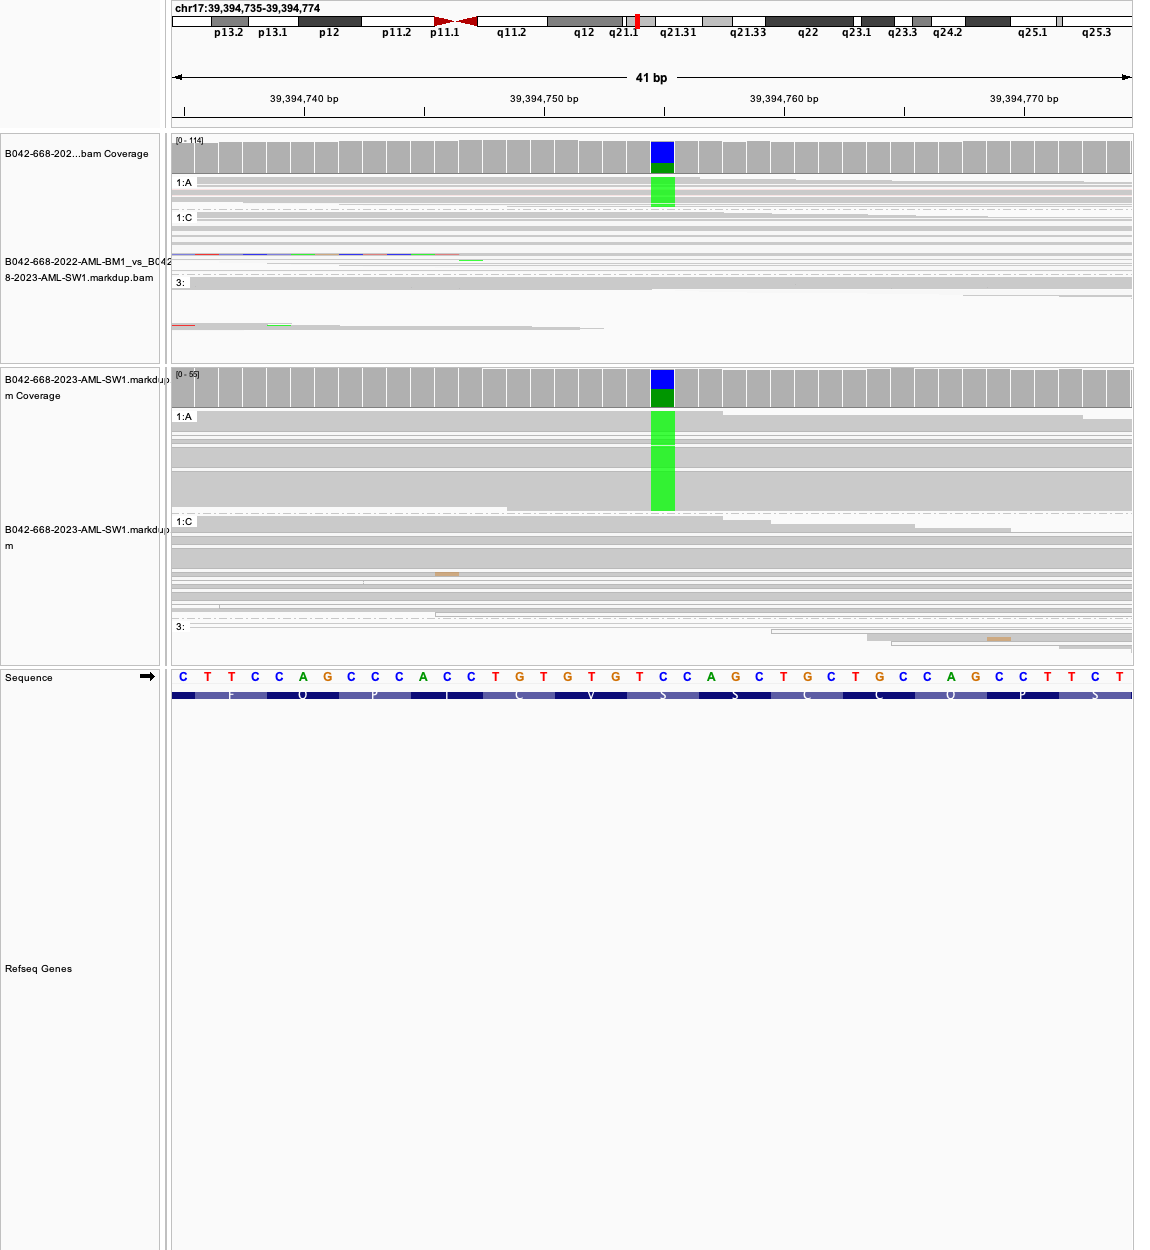 chr17:39,394,735-39,394,774
p13.2 p13.1 p12 p11.2 p11.1 q11.2 q12 q21.1 q21.31 q21.33 q22 q23.1 q23.3 q24.2 q25.1 q25.3
41 bp
39,394,740 bp 39,394,750 bp 39,394,760 bp 39,394,770 bp
[0 - 114]
B042-668-202...bam Coverage
1:A
1:C
B042-668-2022-AML-BM1_vs_B042
8-2023-AML-SW1.markdup.bam
3:
[0 - 55]
B042-668-2023-AML-SW1.markdup
m Coverage
1:A
1:C
B042-668-2023-AML-SW1.markdup
m
3:
Sequence
C T T C C A G C C C A C C T G T G T G T C C A G C T G C T G C C A G C C T T C T
F Q P T C V S S C C Q P S
Refseq Genes